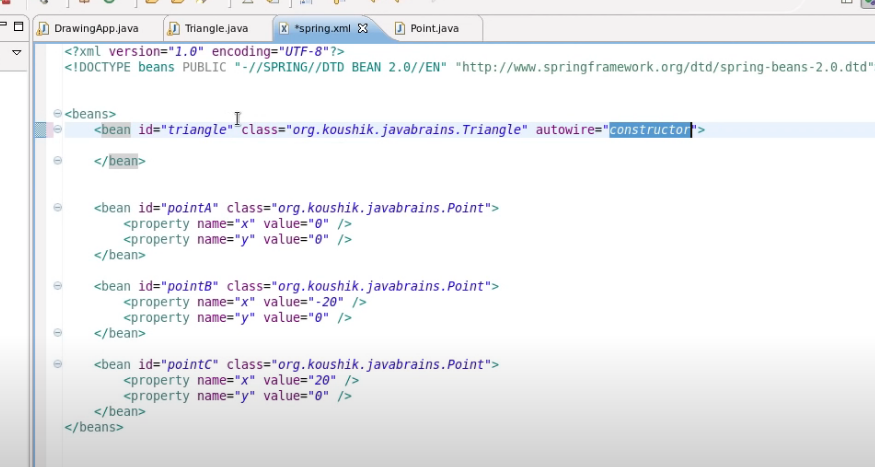 DrawingApp.java Triangle.java *spring.xml Point.java
<?xml version="1.0" encoding="UTF-8"?>
<!DOCTYPE beans PUBLIC "-//SPRING//DTD BEAN 2.0//EN" "http://www.springframework.org/dtd/spring-beans-2.0.dtd"
<beans>
<bean id="triangle" class="org.koushik.javabrains.Triangle" autowire="constructor">
</bean>
<bean id="pointA" class="org.koushik.javabrains.Point">
<property name="x" value="0" />
<property name="y" value="0" />
</bean>
<bean id="pointB" class="org.koushik.javabrains.Point">
<property name="x" value="-20" />
<property name="y" value="0" />
</bean>
<bean id="pointC" class="org.koushik.javabrains.Point">
<property name="x" value="20" />
<property name="y" value="0" />
</bean>
</beans>